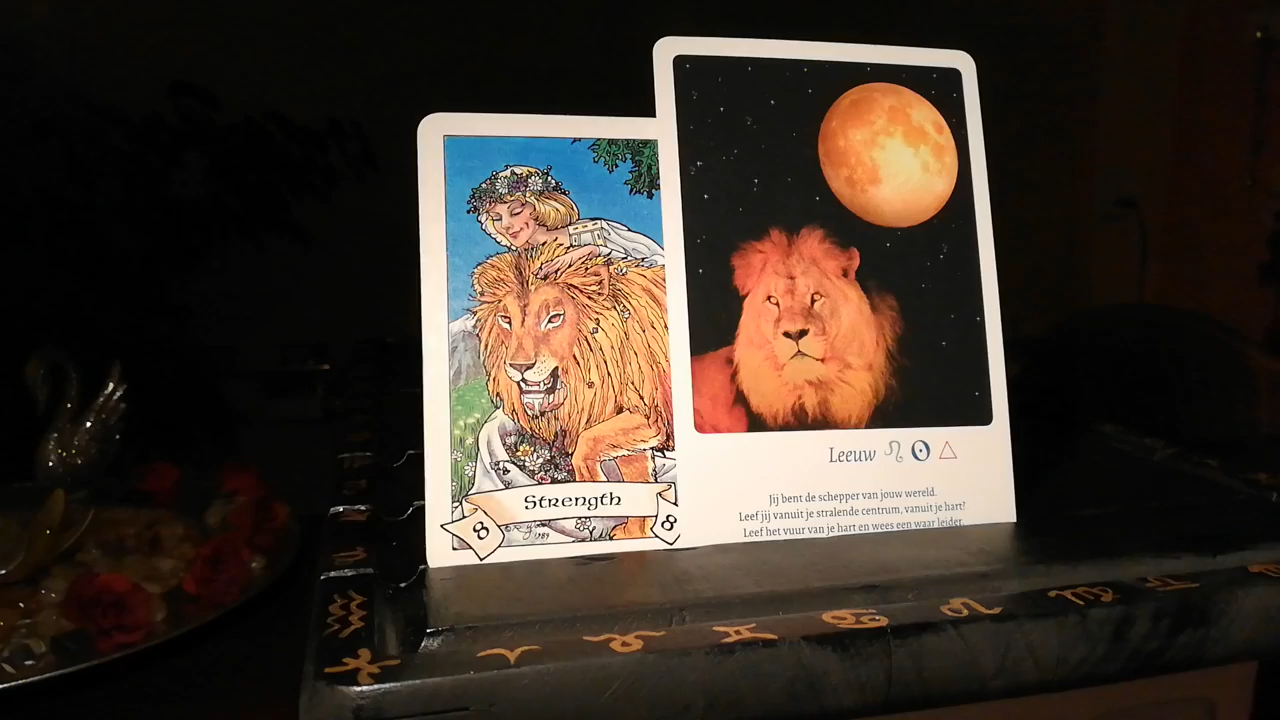 Strength
8
8
1989
Leeuw ♌ ☉ △
Jij bent de schepper van jouw wereld.
Leef jij vanuit je stralende centrum, vanuit je hart?
Leef het vuur van je hart en wees een waar leider.